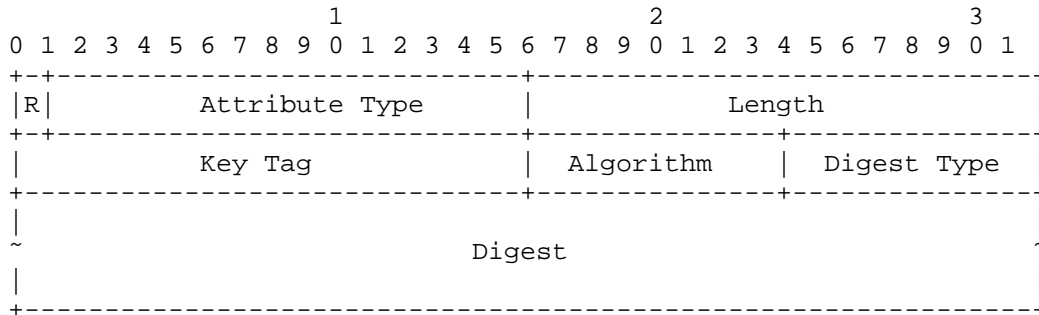 1                   2                   3
0 1 2 3 4 5 6 7 8 9 0 1 2 3 4 5 6 7 8 9 0 1 2 3 4 5 6 7 8 9 0 1
+-+-----------------------------+-------------------------------
|R|         Attribute Type      |            Length             |
+-+-----------------------------+---------------+---------------
|           Key Tag             |  Algorithm    |  Digest Type  |
+-------------------------------+---------------+---------------
|                                                               |
~                            Digest                             ~
|                                                               |
+---------------------------------------------------------------